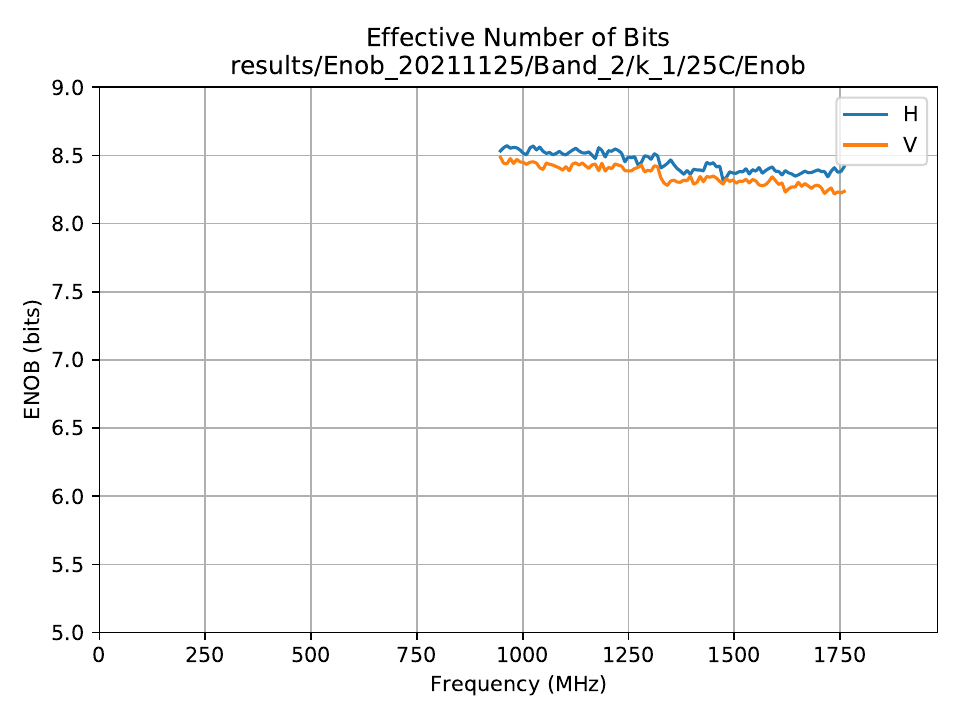 Effective Number of Bits
results/Enob_20211125/Band_2/k_1/25C/Enob
9.0
8.5
8.0
7.5
7.0
6.5
6.0
5.5
5.0
ENOB (bits)
H
V
0 250 500 750 1000 1250 1500 1750
Frequency (MHz)